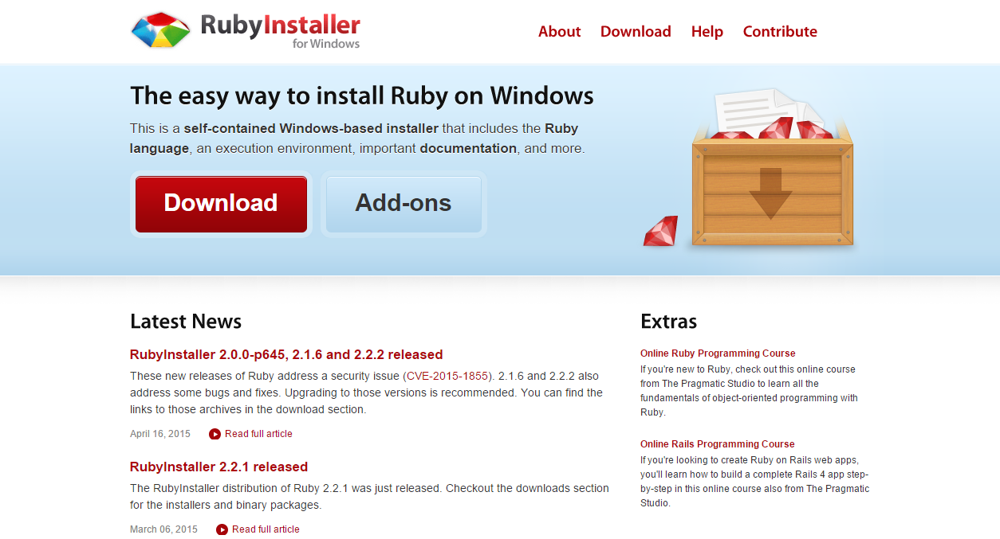 RubyInstaller
for Windows
About Download Help Contribute
The easy way to install Ruby on Windows
This is a self-contained Windows-based installer that includes the Ruby
language, an execution environment, important documentation, and more.
Download
Add-ons
Latest News
RubyInstaller 2.0.0-p645, 2.1.6 and 2.2.2 released
These new releases of Ruby address a security issue (CVE-2015-1855). 2.1.6 and 2.2.2 also
address some bugs and fixes. Upgrading to those versions is recommended. You can find the
links to those archives in the download section.
April 16, 2015 Read full article
RubyInstaller 2.2.1 released
The RubyInstaller distribution of Ruby 2.2.1 was just released. Checkout the downloads section
for the installers and binary packages.
March 06, 2015 Read full article
Extras
Online Ruby Programming Course
If you're new to Ruby, check out this online course
from The Pragmatic Studio to learn all the
fundamentals of object-oriented programming with
Ruby.
Online Rails Programming Course
If you're looking to create Ruby on Rails web apps,
you'll learn how to build a complete Rails 4 app step-
by-step in this online course also from The Pragmatic
Studio.